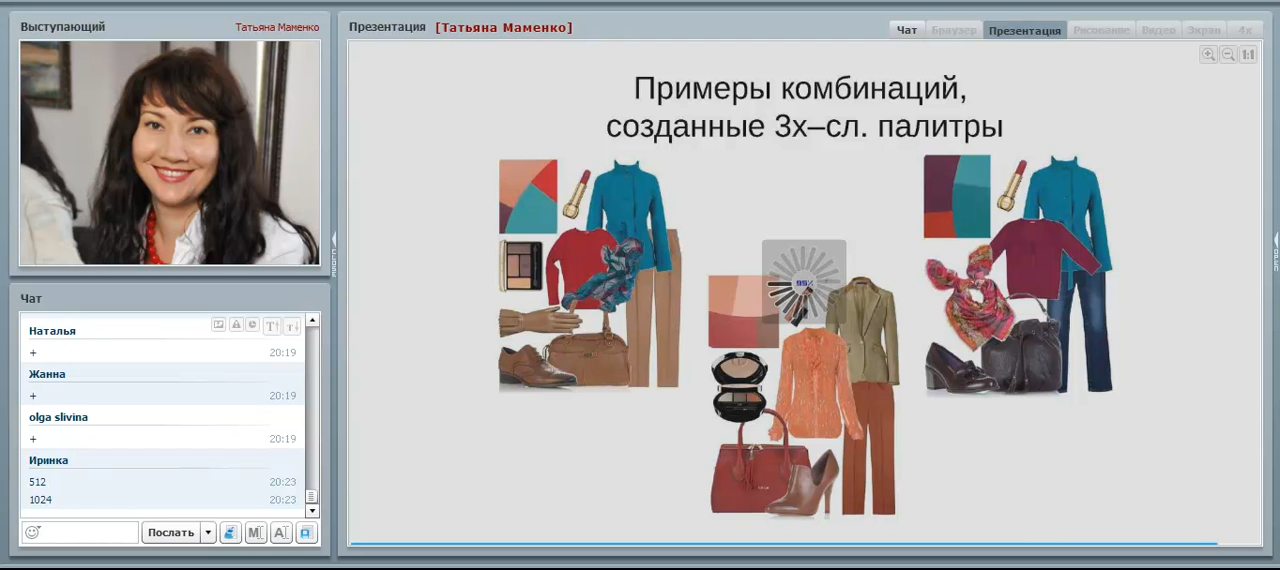 Выступающий
Татьяна Маменко
Презентация [Татьяна Маменко]
Чат
Браузер
Презентация
Рисование
Видео
Экран
4x
1:1
Примеры комбинаций,
созданные 3х–сл. палитры
99%
Чат
Наталья
+ 20:19
Жанна
+ 20:19
olga slivina
+ 20:19
Иринка
512 20:23
1024 20:23
Послать